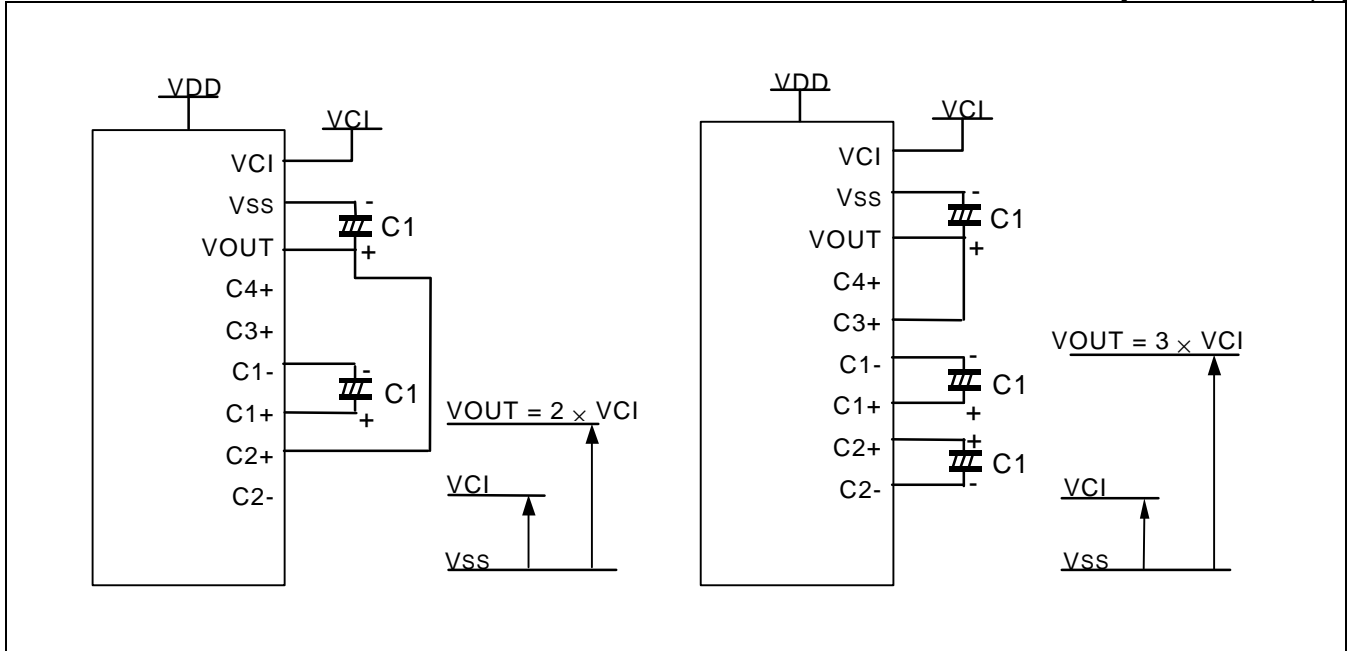 VDD
VCI
VCI
Vss
-
C1
VOUT
+
C4+
C3+
C1-
-
C1
C1+
+
C2+
C2-
VOUT = 2 × VCI
VCI
Vss
VDD
VCI
VCI
Vss
-
C1
VOUT
+
C4+
C3+
C1-
-
C1
C1+
+
C2+
+
C1
C2-
-
VOUT = 3 × VCI
VCI
Vss